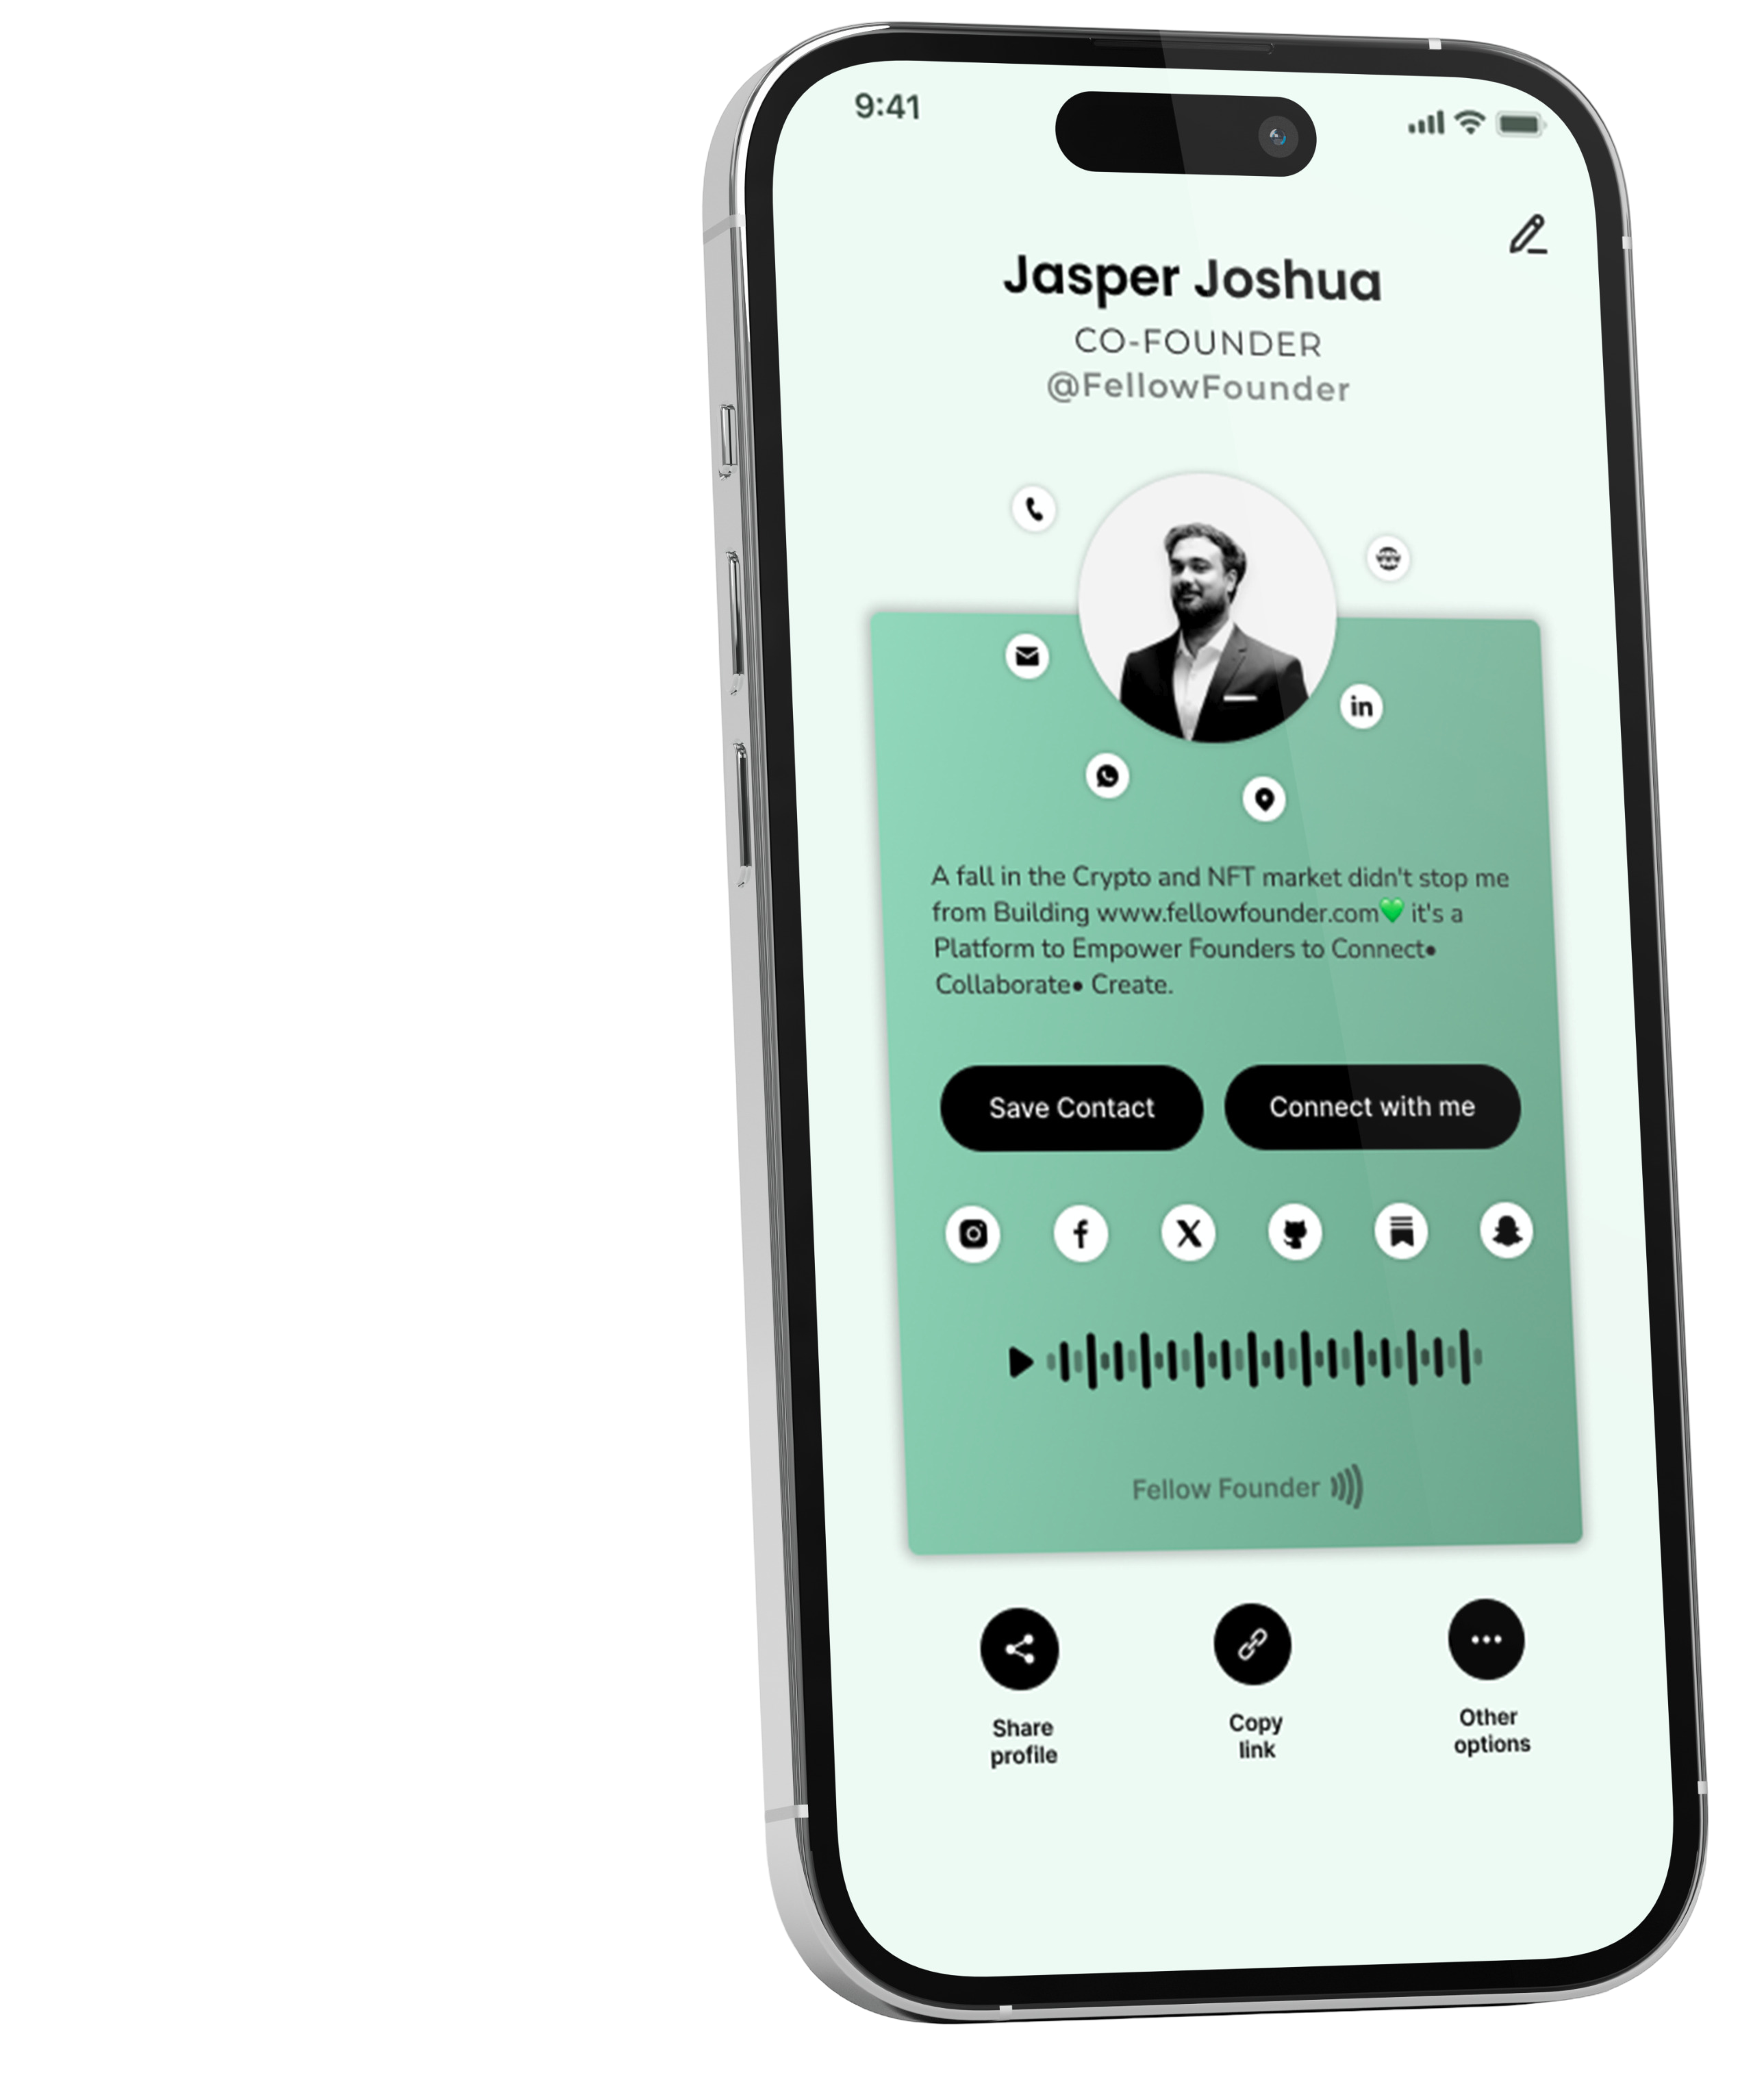 9:41
Jasper Joshua
CO-FOUNDER
@FellowFounder
in
A fall in the Crypto and NFT market didn't stop me
from Building www.fellowfounder.com💚 it's a
Platform to Empower Founders to Connect•
Collaborate• Create.
Save Contact Connect with me
Fellow Founder
Share profile
Copy link
Other options